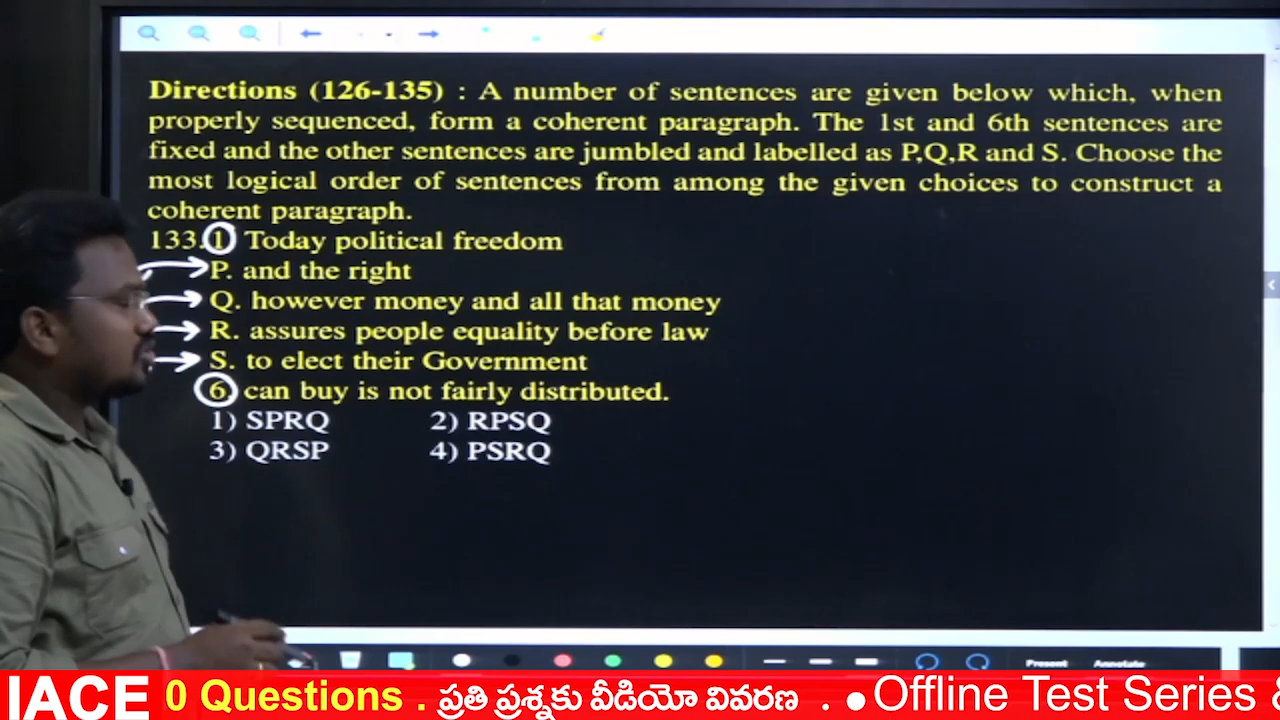 Directions (126-135) : A number of sentences are given below which, when
properly sequenced, form a coherent paragraph. The 1st and 6th sentences are
fixed and the other sentences are jumbled and labelled as P,Q,R and S. Choose the
most logical order of sentences from among the given choices to construct a
coherent paragraph.
133. 1. Today political freedom
P. and the right
Q. however money and all that money
R. assures people equality before law
S. to elect their Government
6. can buy is not fairly distributed.
1) SPRQ 2) RPSQ
3) QRSP 4) PSRQ
Present Annotate
IACE 0 Questions . ప్రతి ప్రశ్నకు వీడియో వివరణ . ● Offline Test Series &